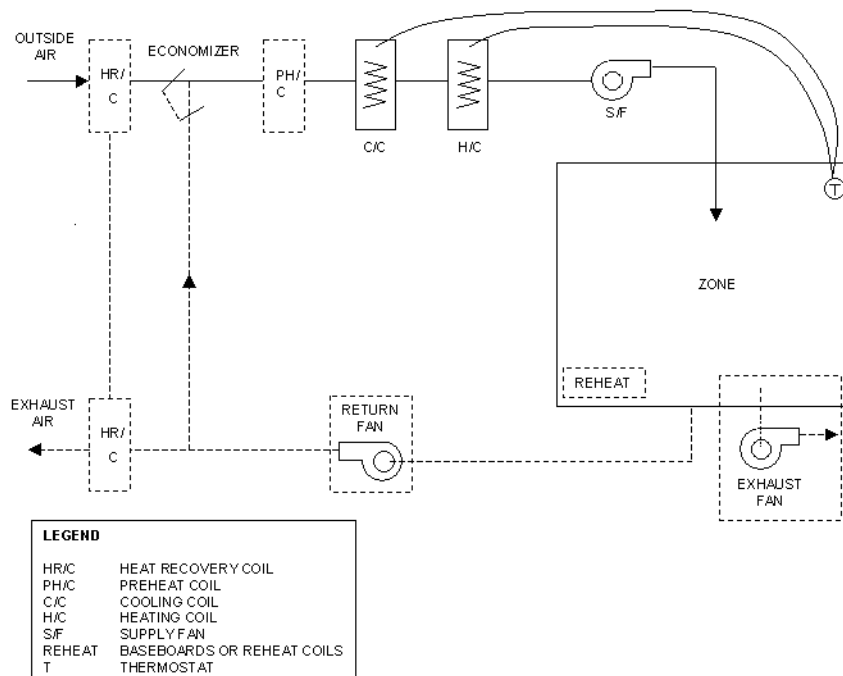 OUTSIDE
AIR
HR/
C
ECONOMIZER
PH/
C
C/C
H/C
S/F
T
ZONE
REHEAT
EXHAUST
AIR
HR/
C
RETURN
FAN
EXHAUST
FAN
LEGEND
HR/C HEAT RECOVERY COIL
PH/C PREHEAT COIL
C/C COOLING COIL
H/C HEATING COIL
S/F SUPPLY FAN
REHEAT BASEBOARDS OR REHEAT COILS
T THERMOSTAT